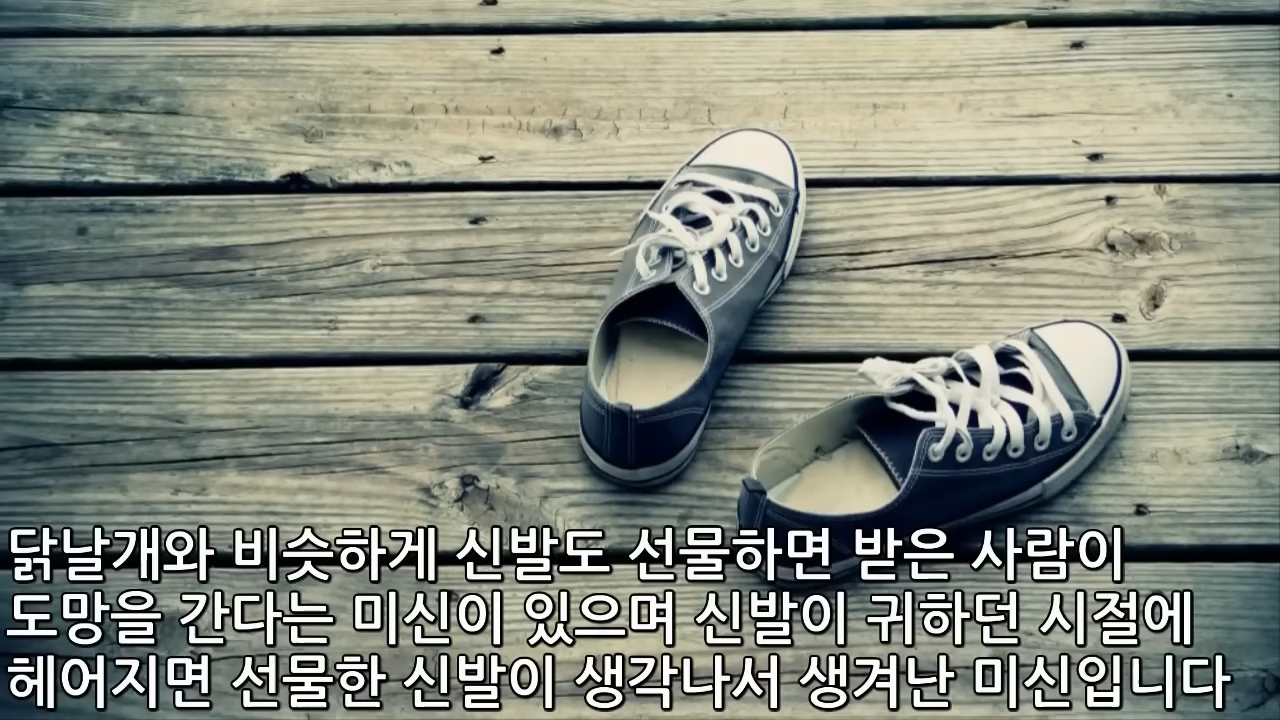 닭날개와 비슷하게 신발도 선물하면 받은 사람이
도망을 간다는 미신이 있으며 신발이 귀하던 시절에
헤어지면 선물한 신발이 생각나서 생겨난 미신입니다